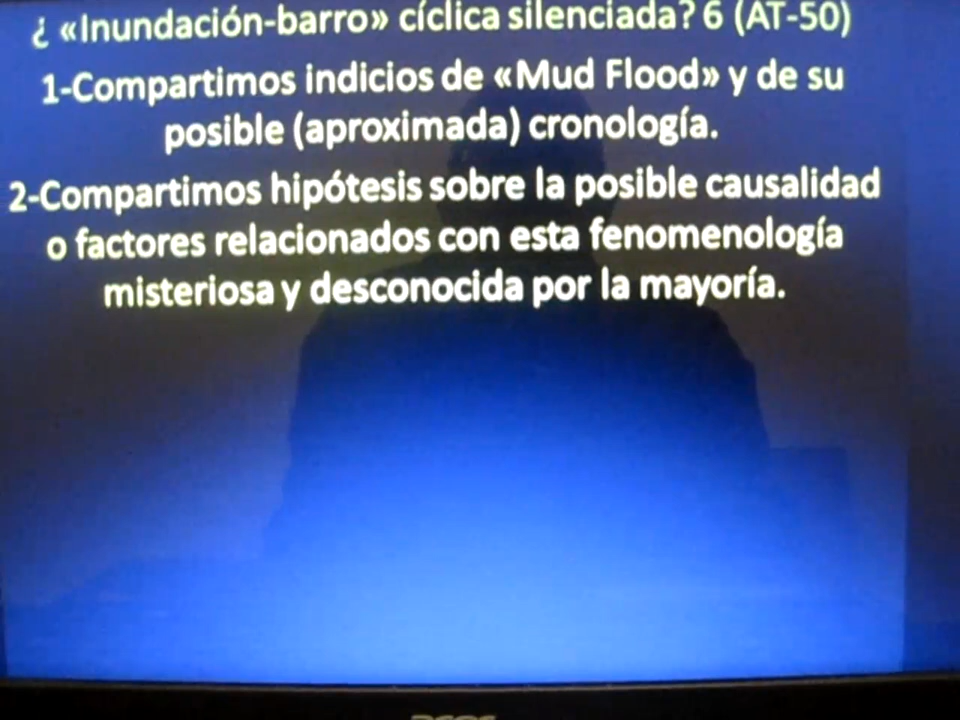 ¿ «Inundación-barro» cíclica silenciada? 6 (AT-50)
1-Compartimos indicios de «Mud Flood» y de su
posible (aproximada) cronología.
2-Compartimos hipótesis sobre la posible causalidad
o factores relacionados con esta fenomenología
misteriosa y desconocida por la mayoría.